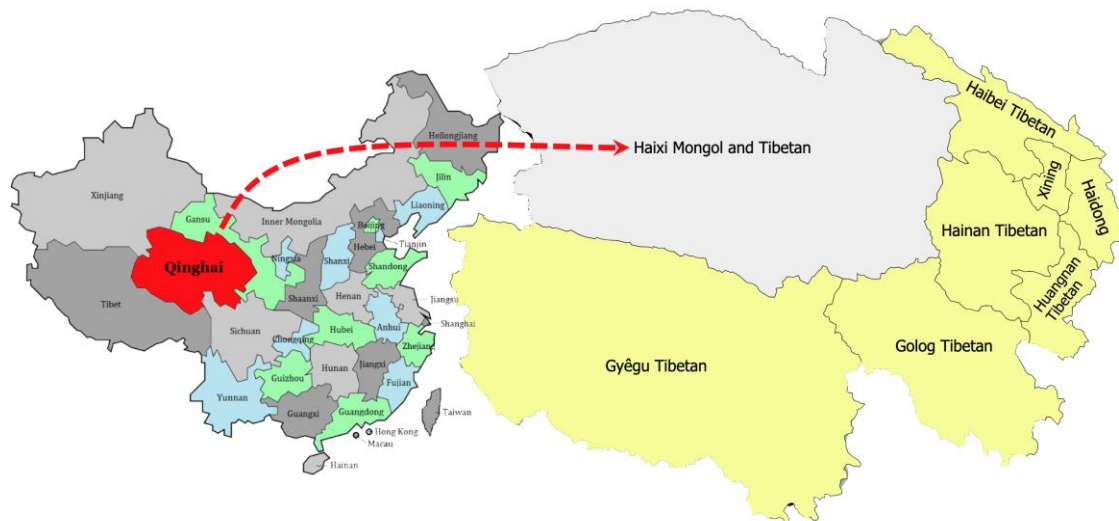 Heilongjiang
Jilin
Xinjiang
Liaoning
Gansu
Inner Mongolia
Beijing
Tianjin
Hebei
Ningxia
Shanxi
Qinghai
Shandong
Shaanxi
Henan
Jiangsu
Tibet
Shanghai
Sichuan
Chongqing
Hubei
Anhui
Zhejiang
Hunan
Jiangxi
Guizhou
Fujian
Yunnan
Guangxi
Guangdong
Taiwan
Hong Kong
Macau
Hainan
Haixi Mongol and Tibetan
Haibei Tibetan
Xining
Haidong
Hainan Tibetan
Huangnan
Tibetan
Golog Tibetan
Gyêgu Tibetan